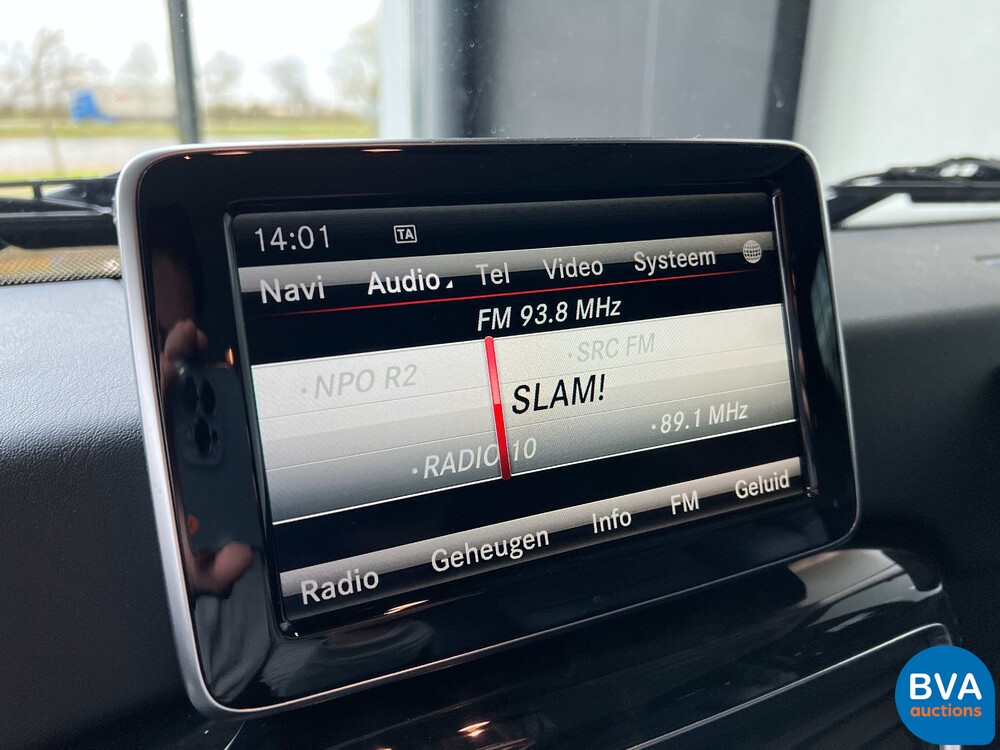 14:01 TA
Navi Audio Tel Video Systeem
FM 93.8 MHz
·NPO R2 ·SRC FM
SLAM!
·RADIO 10 ·89.1 MHz
Radio Geheugen Info FM Geluid
BVA
auctions